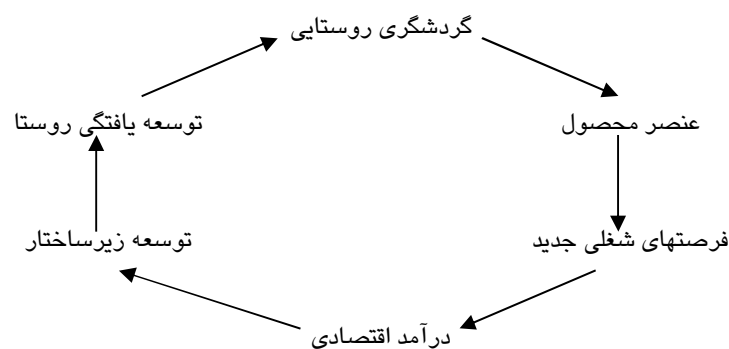 گردشگری روستایی
عنصر محصول
فرصتهای شغلی جدید
درآمد اقتصادی
توسعه زیرساختار
توسعه یافتگی روستا